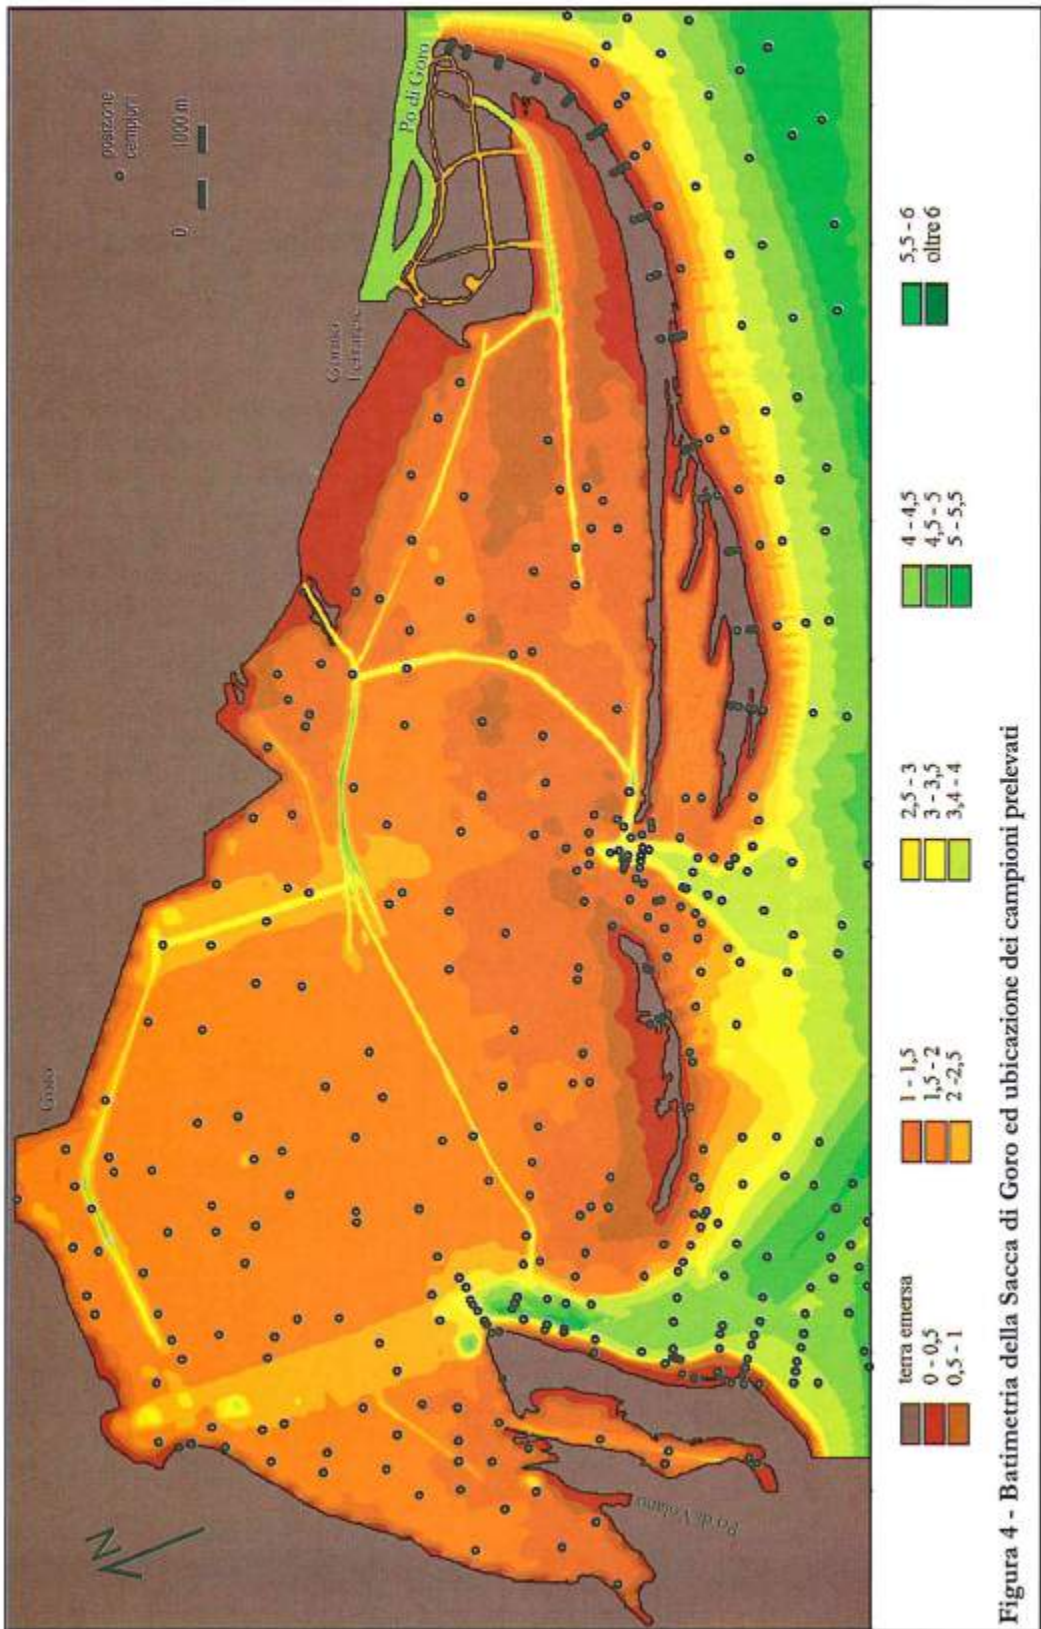 posizione
campioni
0 1000 m
Po di Goro
Gorino
Ferrarese
Goro
Po di Volano
N
terra emersa
0 - 0,5
0,5 - 1
1 - 1,5
1,5 - 2
2 -2,5
2,5 - 3
3 - 3,5
3,4 - 4
4 - 4,5
4,5 - 5
5 - 5,5
5,5 - 6
oltre 6
Figura 4 - Batimetria della Sacca di Goro ed ubicazione dei campioni prelevati